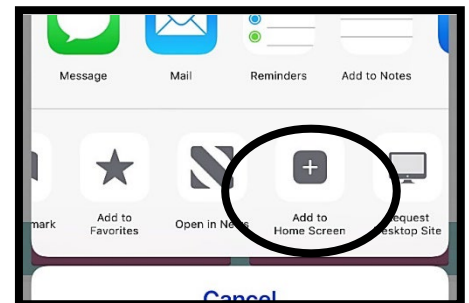 Message Mail Reminders Add to Notes
mark
Add to
Favorites
Open in News
Add to
Home Screen
Request
Desktop Site
Cancel